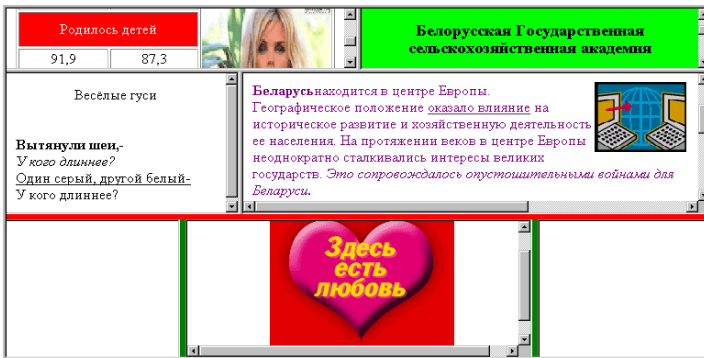 Родилось детей
91,9 87,3
Белорусская Государственная
сельскохозяйственная академия
Весёлые гуси
Вытянули шеи,-
У кого длиннее?
Один серый, другой белый-
У кого длиннее?
Беларусьнаходится в центре Европы.
Географическое положение оказало влияние на
историческое развитие и хозяйственную деятельность
ее населения. На протяжении веков в центре Европы
неоднократно сталкивались интересы великих
государств. Это сопровождалось опустошительными войнами для
Беларуси.
Здесь
есть
любовь